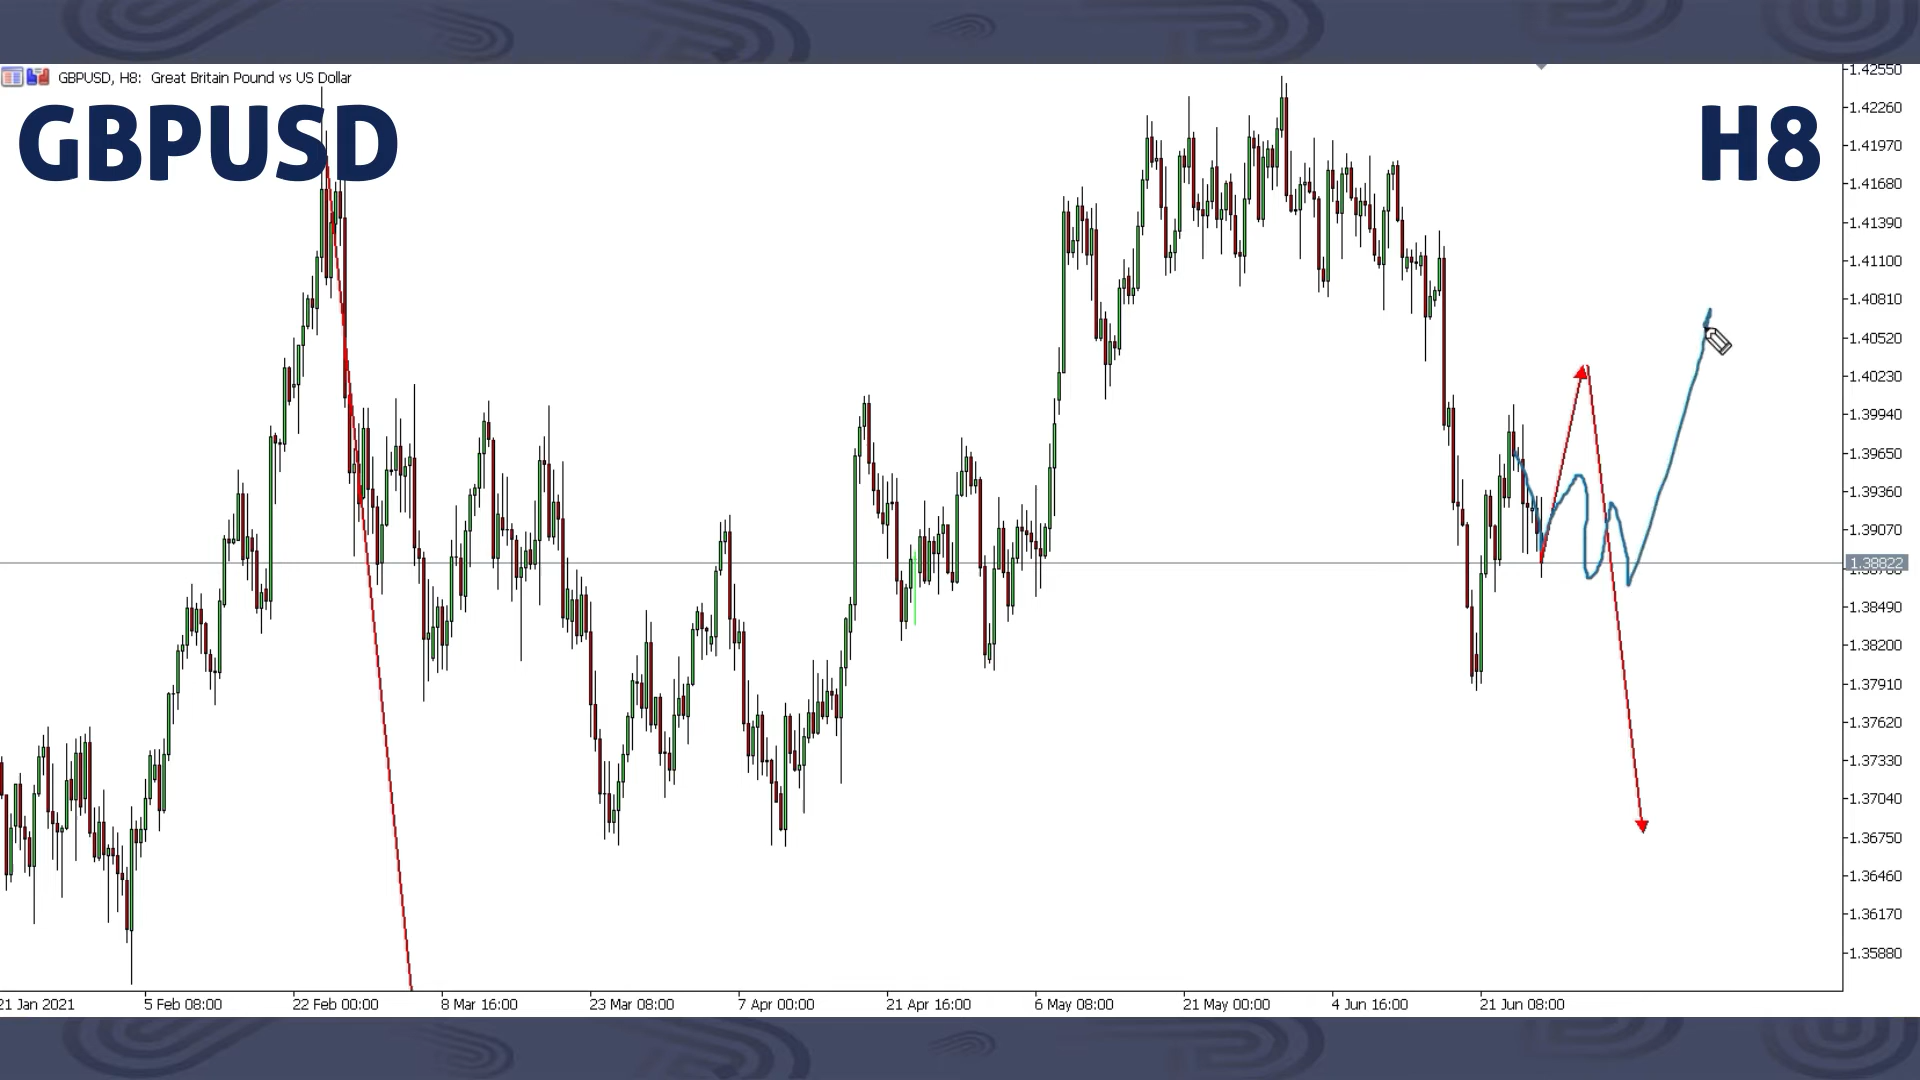 GBPUSD, H8: Great Britain Pound vs US Dollar
GBPUSD
H8
1.42550
1.42260
1.41970
1.41680
1.41390
1.41100
1.40810
1.40520
1.40230
1.39940
1.39650
1.39360
1.39070
1.38822
1.38490
1.38200
1.37910
1.37620
1.37330
1.37040
1.36750
1.36460
1.36170
1.35880
21 Jan 2021
5 Feb 08:00
22 Feb 00:00
8 Mar 16:00
23 Mar 08:00
7 Apr 00:00
21 Apr 16:00
6 May 08:00
21 May 00:00
4 Jun 16:00
21 Jun 08:00